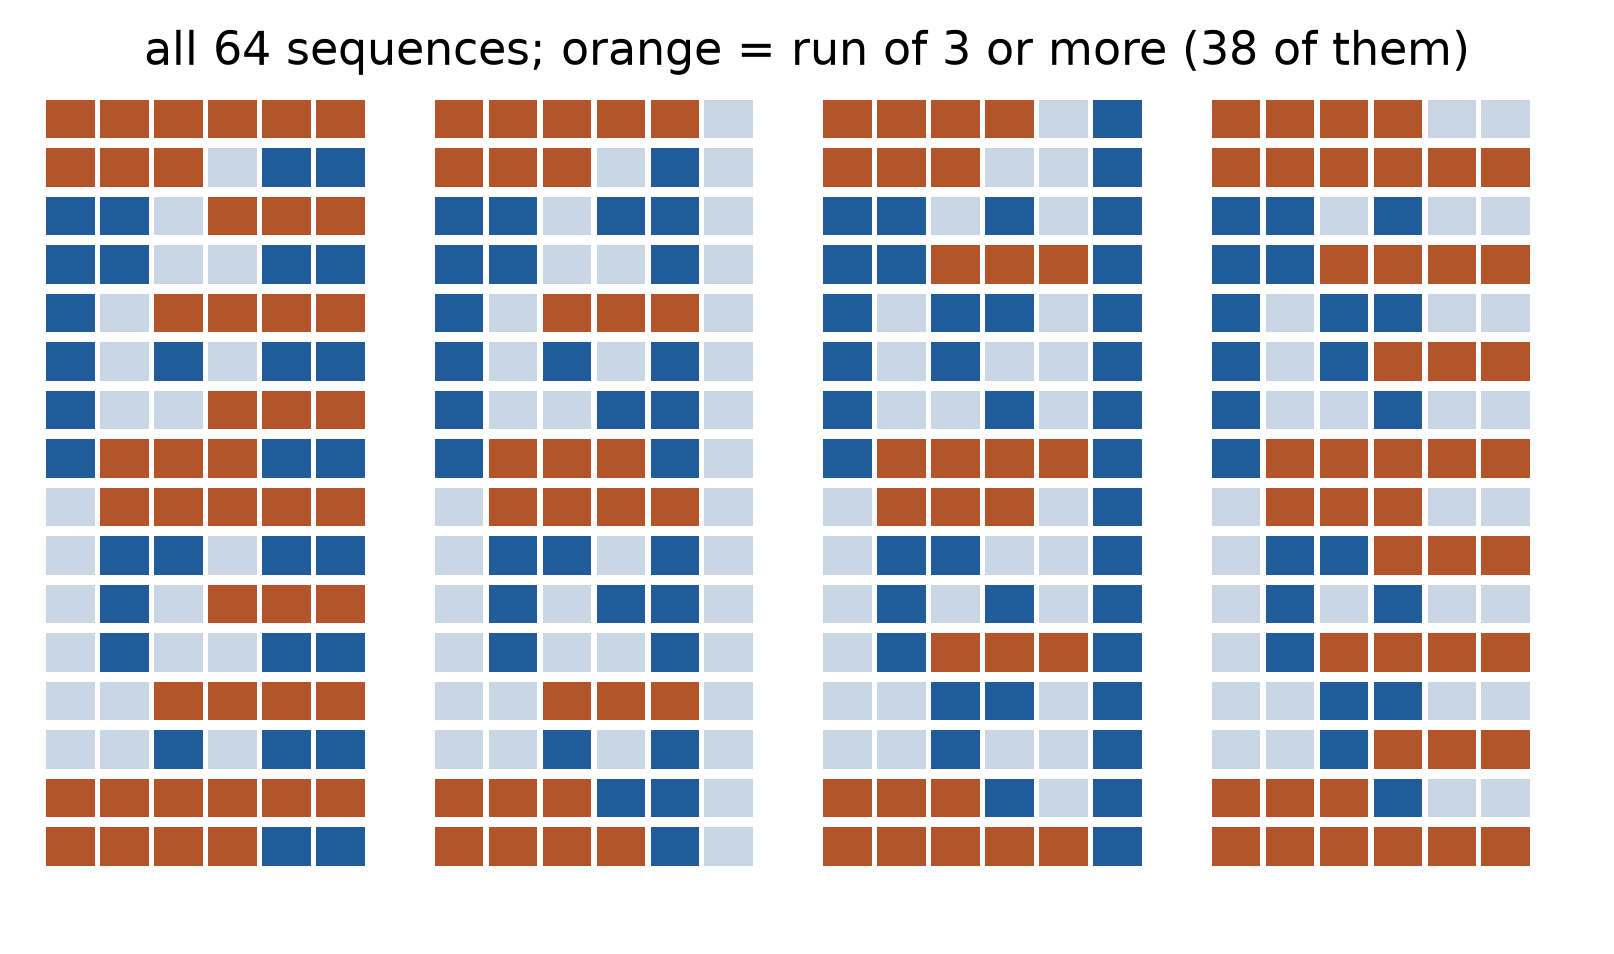 all 64 sequences; orange = run of 3 or more (38 of them)